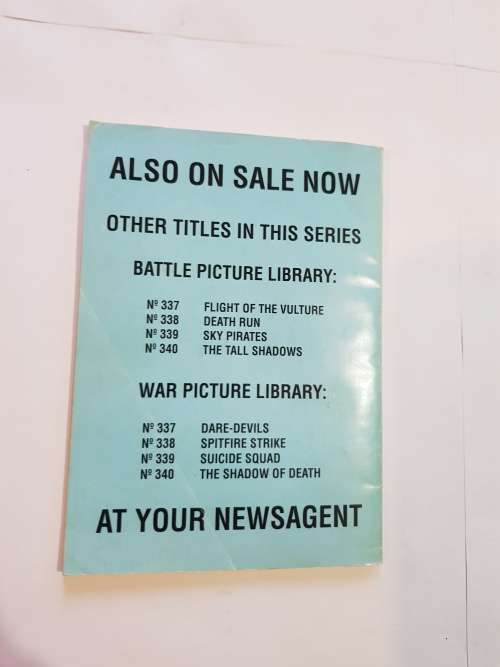 ALSO ON SALE NOW
OTHER TITLES IN THIS SERIES
BATTLE PICTURE LIBRARY:
Nº 337 FLIGHT OF THE VULTURE
Nº 338 DEATH RUN
Nº 339 SKY PIRATES
Nº 340 THE TALL SHADOWS
WAR PICTURE LIBRARY:
Nº 337 DARE-DEVILS
Nº 338 SPITFIRE STRIKE
Nº 339 SUICIDE SQUAD
Nº 340 THE SHADOW OF DEATH
AT YOUR NEWSAGENT